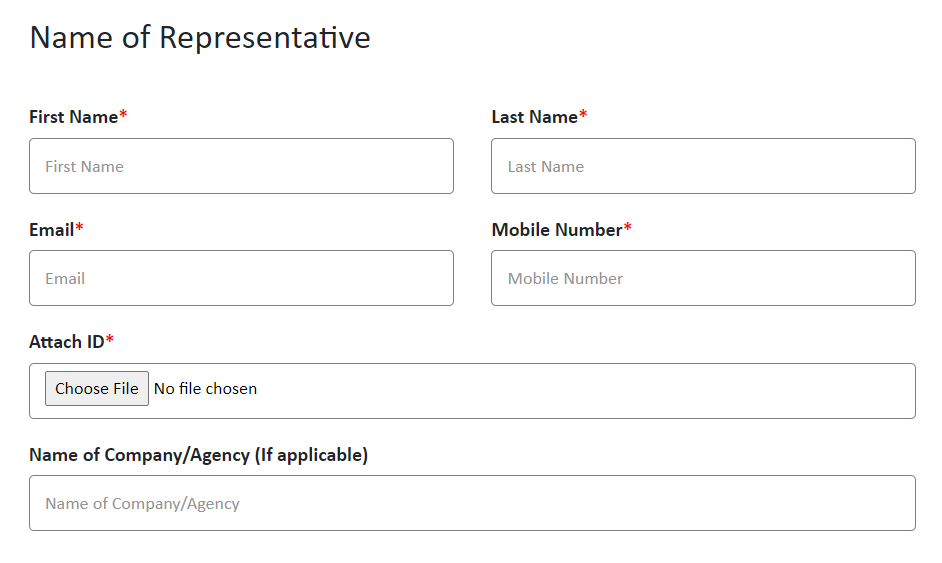 Name of Representative
First Name* Last Name*
First Name Last Name
Email* Mobile Number*
Email Mobile Number
Attach ID*
Choose File No file chosen
Name of Company/Agency (If applicable)
Name of Company/Agency